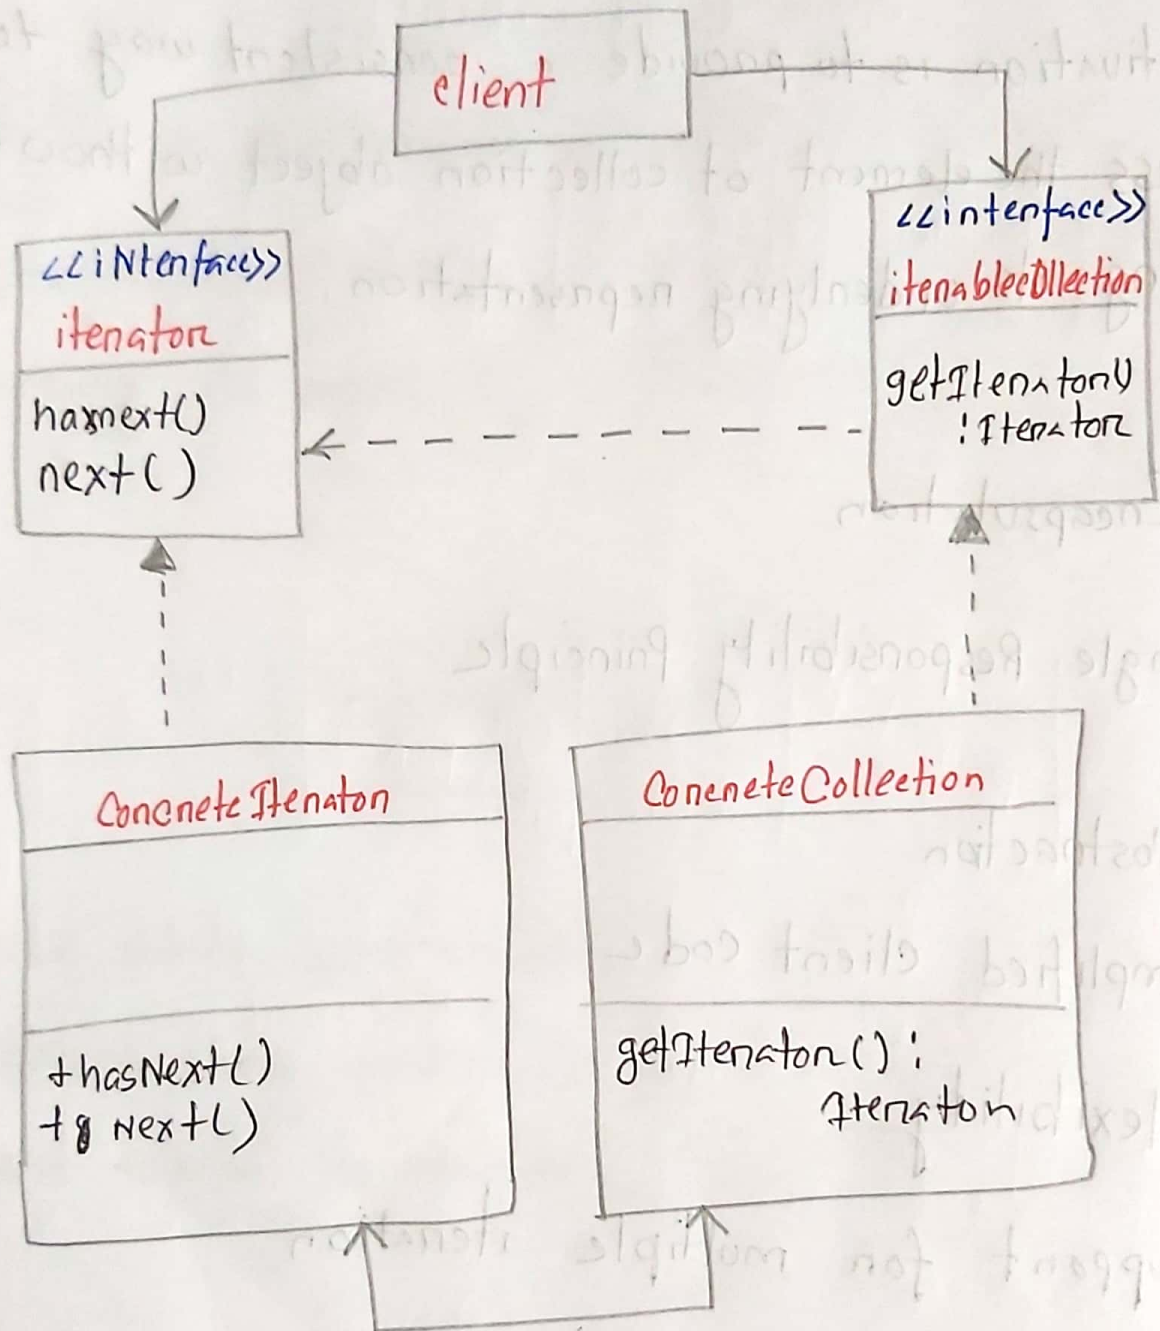 client
<<iNterface>>
iterator
hasnext()
next()
<<interface>>
iterablecollection
getIterator()
:Iterator
ConcreteIterator
+hasNext()
+ Next()
ConcreteCollection
getIterator() :
Iterator